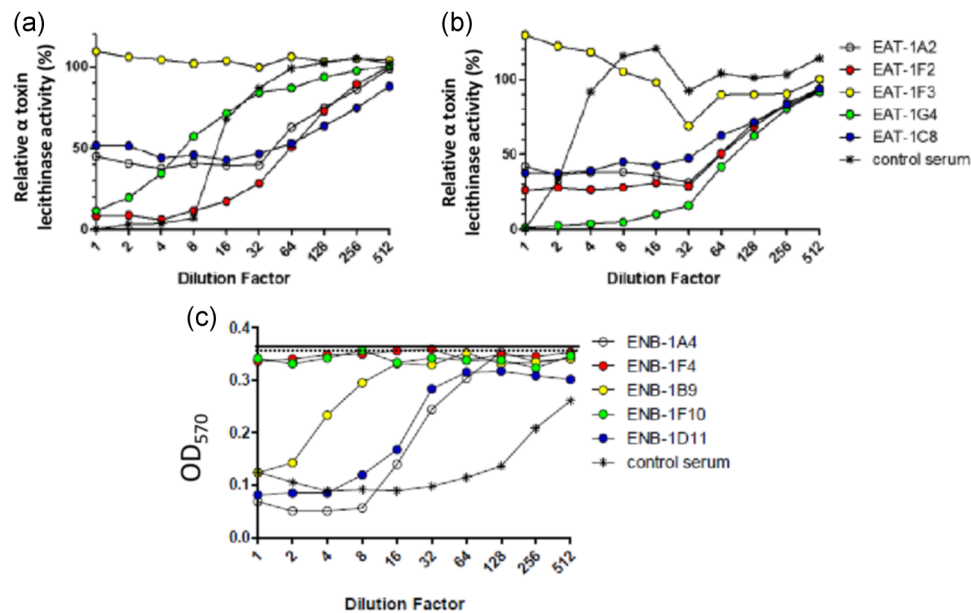 (a)
Relative α toxin
lecithinase activity (%)
100
50
0
1 2 4 8 16 32 64 128 256 512
Dilution Factor
(b)
Relative α toxin
lecithinase activity (%)
100
50
0
1 2 4 8 16 32 64 128 256 512
Dilution Factor
EAT-1A2
EAT-1F2
EAT-1F3
EAT-1G4
EAT-1C8
control serum
(c)
OD570
0.4
0.3
0.2
0.1
0.0
1 2 4 8 16 32 64 128 256 512
Dilution Factor
ENB-1A4
ENB-1F4
ENB-1B9
ENB-1F10
ENB-1D11
control serum